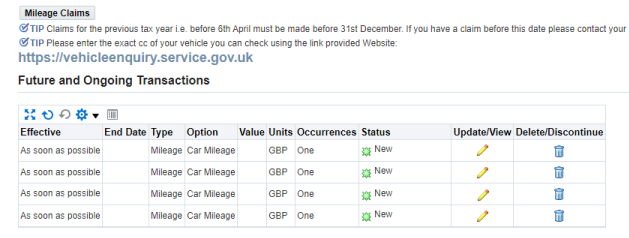 Mileage Claims
TIP Claims for the previous tax year i.e. before 6th April must be made before 31st December. If you have a claim before this date please contact your
TIP Please enter the exact cc of your vehicle you can check using the link provided Website:
https://vehicleenquiry.service.gov.uk
Future and Ongoing Transactions
Effective End Date Type Option Value Units Occurrences Status Update/View Delete/Discontinue
As soon as possible Mileage Car Mileage GBP One New
As soon as possible Mileage Car Mileage GBP One New
As soon as possible Mileage Car Mileage GBP One New
As soon as possible Mileage Car Mileage GBP One New